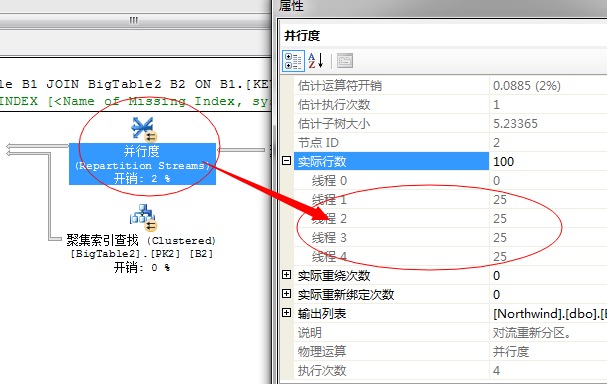 属性
并行度
le B1 JOIN BigTable2 B2 ON B1.[KE
INDEX [<Name of Missing Index, sy
并行度
(Repartition Streams)
开销: 2 %
聚集索引查找 (Clustered)
[BigTable2].[PK2] [B2]
开销: 0 %
估计运算符开销 0.0885 (2%)
估计执行次数 1
估计子树大小 5.23365
节点 ID 2
实际行数 100
线程 0 0
线程 1 25
线程 2 25
线程 3 25
线程 4 25
实际重绕次数 0
实际重新绑定次数 0
输出列表 [Northwind].[dbo].[B
说明 对流重新分区。
物理运算 并行度
执行次数 4